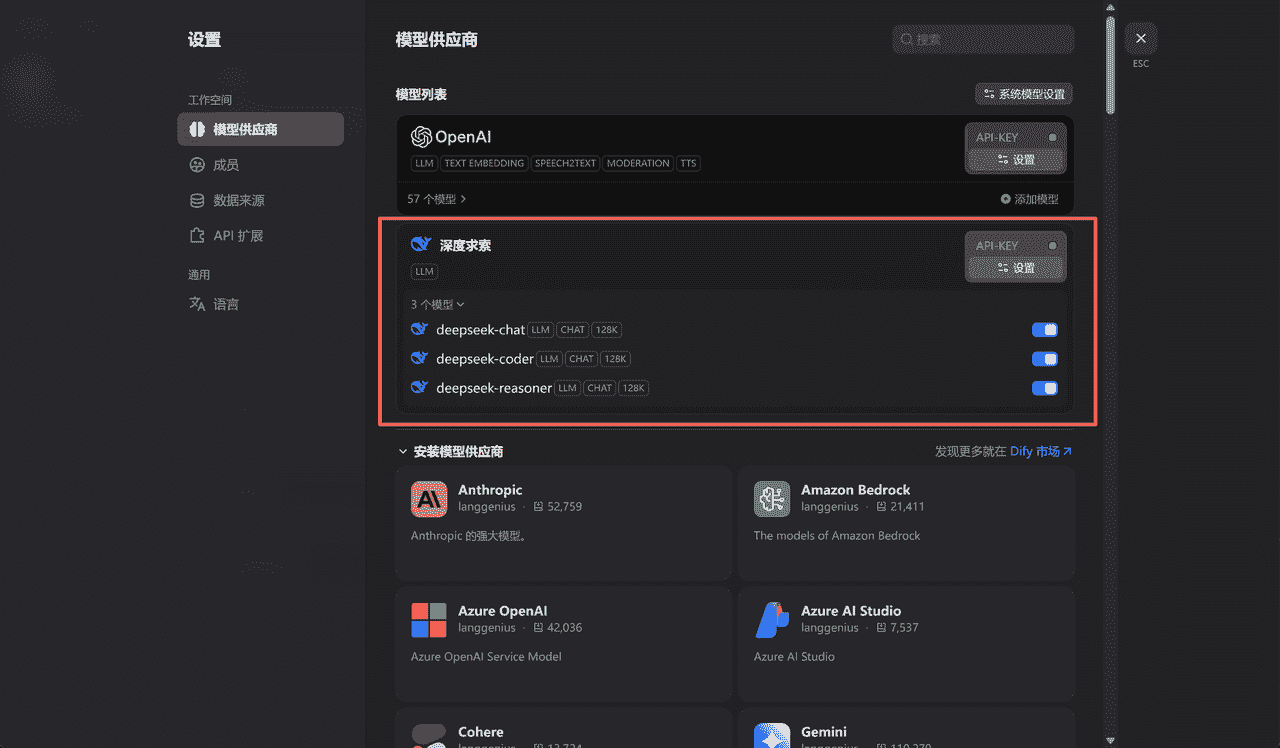 设置
工作空间
模型供应商
成员
数据来源
API 扩展
通用
语言
模型供应商
搜索
ESC
模型列表
系统模型设置
OpenAI
LLM TEXT EMBEDDING SPEECH2TEXT MODERATION TTS
API-KEY
设置
57 个模型
添加模型
深度求索
LLM
API-KEY
设置
3 个模型
deepseek-chat LLM CHAT 128K
deepseek-coder LLM CHAT 128K
deepseek-reasoner LLM CHAT 128K
安装模型供应商
发现更多就在 Dify 市场
Anthropic
langgenius · 52,759
Anthropic 的强大模型。
Amazon Bedrock
langgenius · 21,411
The models of Amazon Bedrock
Azure OpenAI
langgenius · 42,036
Azure OpenAI Service Model
Azure AI Studio
langgenius · 7,537
Azure AI Studio
Cohere
langgenius
Gemini
langgenius